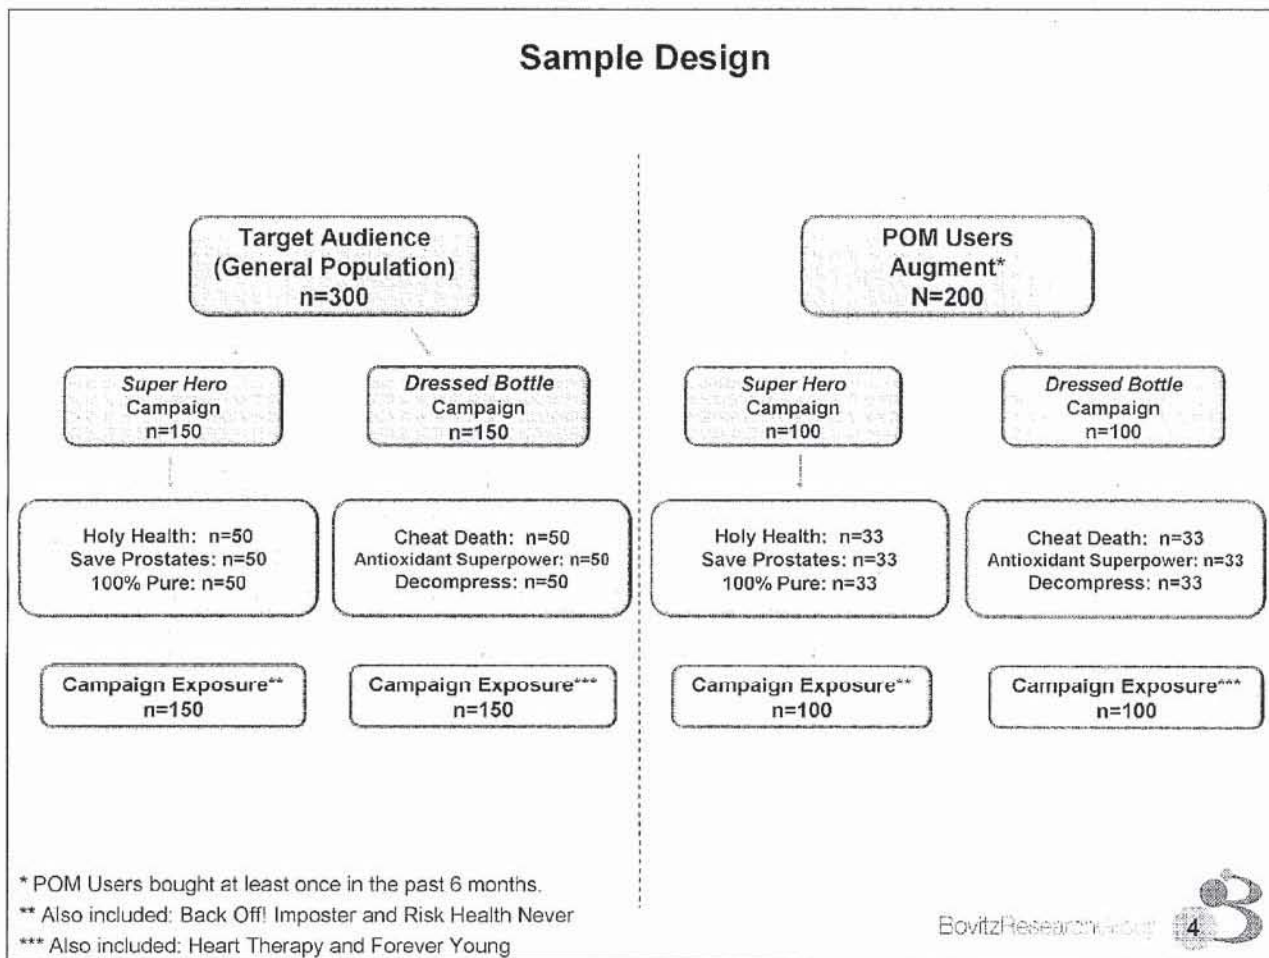 Sample Design
Target Audience
(General Population)
n=300
POM Users
Augment*
N=200
Super Hero
Campaign
n=150
Dressed Bottle
Campaign
n=150
Super Hero
Campaign
n=100
Dressed Bottle
Campaign
n=100
Holy Health: n=50
Save Prostates: n=50
100% Pure: n=50
Cheat Death: n=50
Antioxidant Superpower: n=50
Decompress: n=50
Holy Health: n=33
Save Prostates: n=33
100% Pure: n=33
Cheat Death: n=33
Antioxidant Superpower: n=33
Decompress: n=33
Campaign Exposure**
n=150
Campaign Exposure***
n=150
Campaign Exposure**
n=100
Campaign Exposure***
n=100
* POM Users bought at least once in the past 6 months.
** Also included: Back Off! Imposter and Risk Health Never
*** Also included: Heart Therapy and Forever Young
BovitzResearchGroup 4